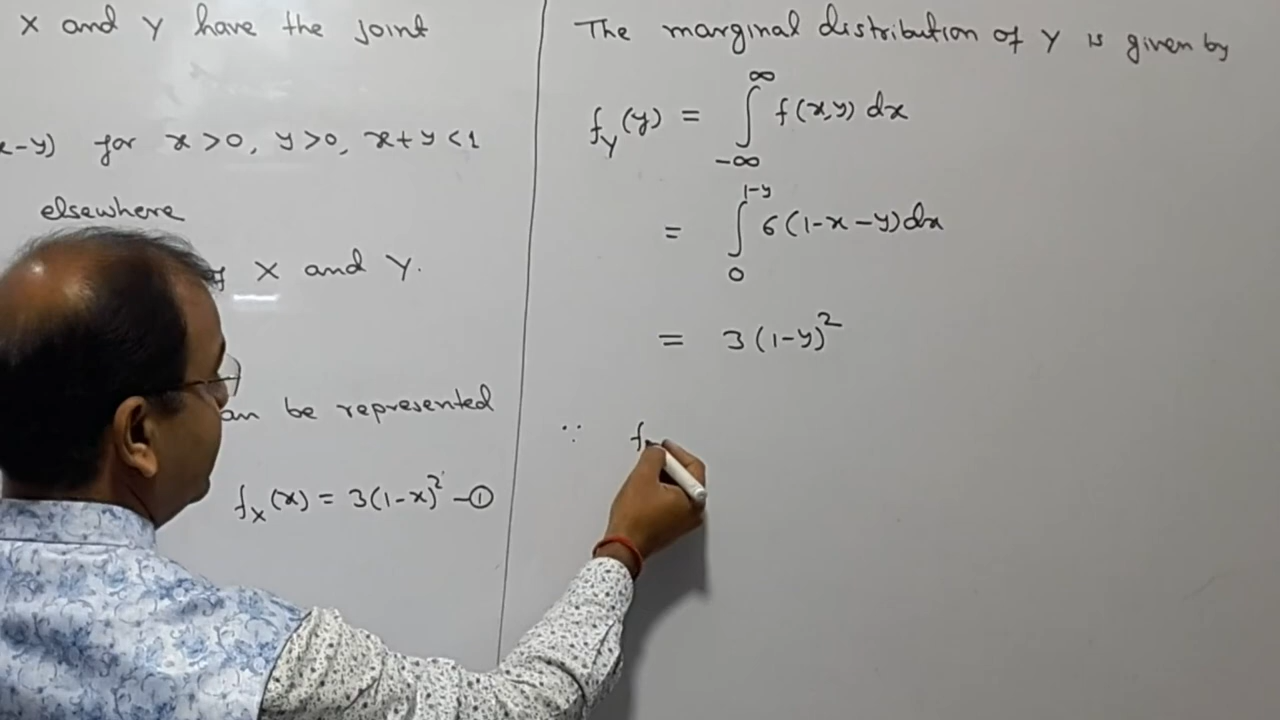 X and Y have the joint
x-y) for x>0, y>0, x+y<1
elsewhere
X and Y.
can be represented
f_X(x) = 3(1-x)^2 -①
The marginal distribution of Y is given by
f_Y(y) = ∫_{-∞}^{∞} f(x,y) dx
= ∫_0^{1-y} 6(1-x-y)dx
= 3(1-y)^2
∵ f